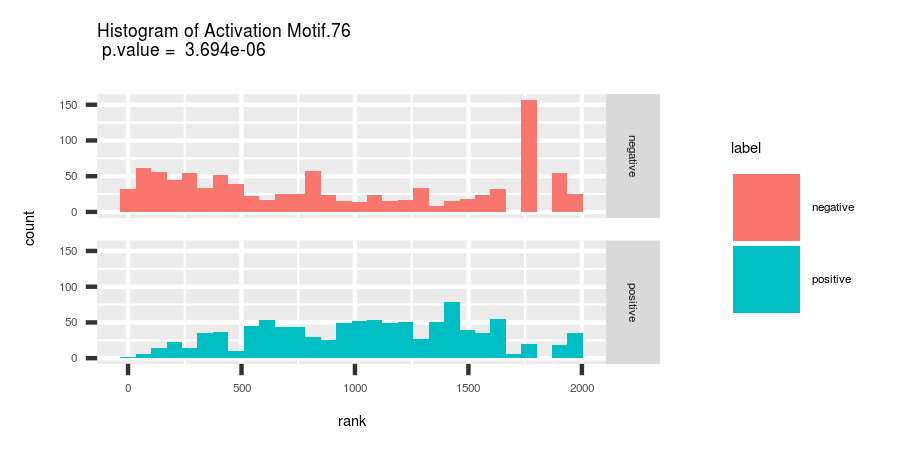 Histogram of Activation Motif.76
p.value = 3.694e-06
count
150
100
50
0
negative
150
100
50
0
positive
0 500 1000 1500 2000
rank
label
negative
positive